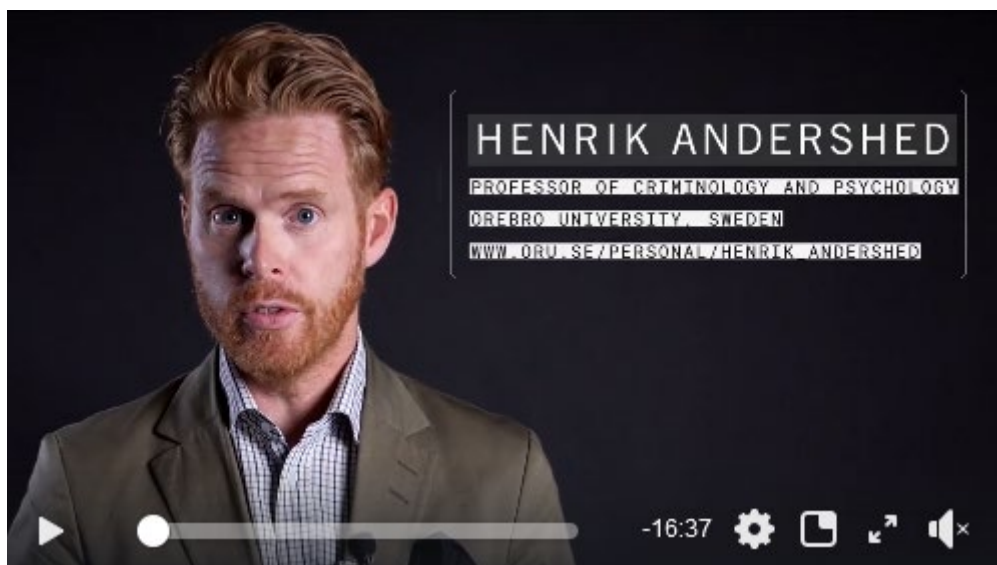 HENRIK ANDERSHED
PROFESSOR OF CRIMINOLOGY AND PSYCHOLOGY
OREBRO UNIVERSITY, SWEDEN
WWW.ORU.SE/PERSONAL/HENRIK_ANDERSHED
-16:37